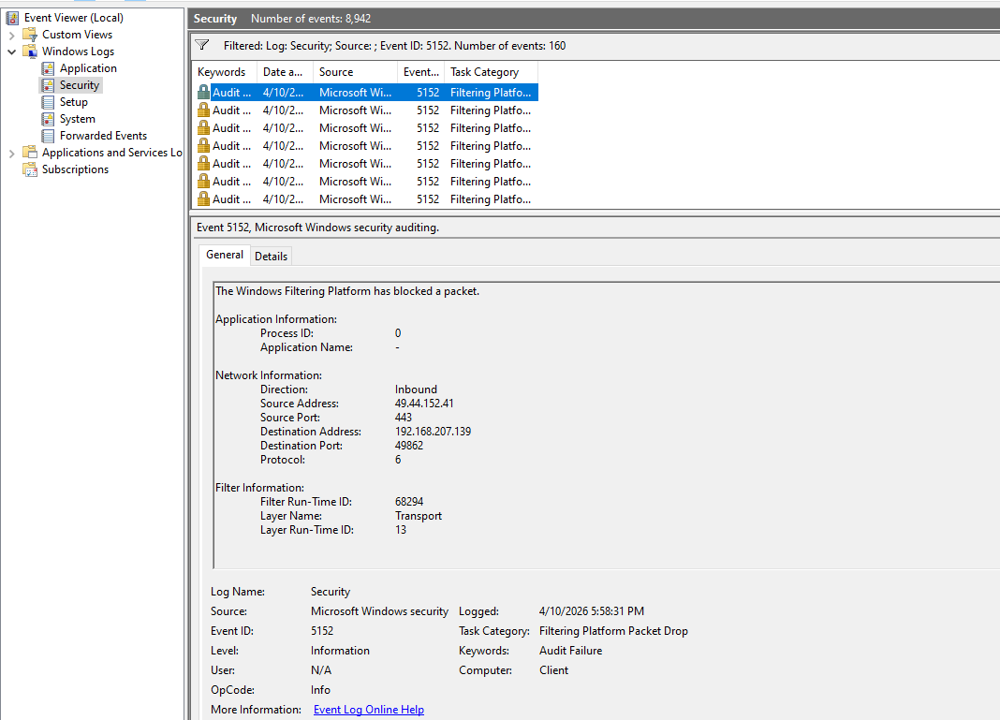 Event Viewer (Local)
Custom Views
Windows Logs
Application
Security
Setup
System
Forwarded Events
Applications and Services Lo
Subscriptions
Security Number of events: 8,942
Filtered: Log: Security; Source: ; Event ID: 5152. Number of events: 160
Keywords Date a... Source Event... Task Category
Audit ... 4/10/2... Microsoft Wi... 5152 Filtering Platfo...
Audit ... 4/10/2... Microsoft Wi... 5152 Filtering Platfo...
Audit ... 4/10/2... Microsoft Wi... 5152 Filtering Platfo...
Audit ... 4/10/2... Microsoft Wi... 5152 Filtering Platfo...
Audit ... 4/10/2... Microsoft Wi... 5152 Filtering Platfo...
Audit ... 4/10/2... Microsoft Wi... 5152 Filtering Platfo...
Audit ... 4/10/2... Microsoft Wi... 5152 Filtering Platfo...
Event 5152, Microsoft Windows security auditing.
General Details
The Windows Filtering Platform has blocked a packet.
Application Information:
Process ID: 0
Application Name: -
Network Information:
Direction: Inbound
Source Address: 49.44.152.41
Source Port: 443
Destination Address: 192.168.207.139
Destination Port: 49862
Protocol: 6
Filter Information:
Filter Run-Time ID: 68294
Layer Name: Transport
Layer Run-Time ID: 13
Log Name: Security
Source: Microsoft Windows security Logged: 4/10/2026 5:58:31 PM
Event ID: 5152 Task Category: Filtering Platform Packet Drop
Level: Information Keywords: Audit Failure
User: N/A Computer: Client
OpCode: Info
More Information: Event Log Online Help